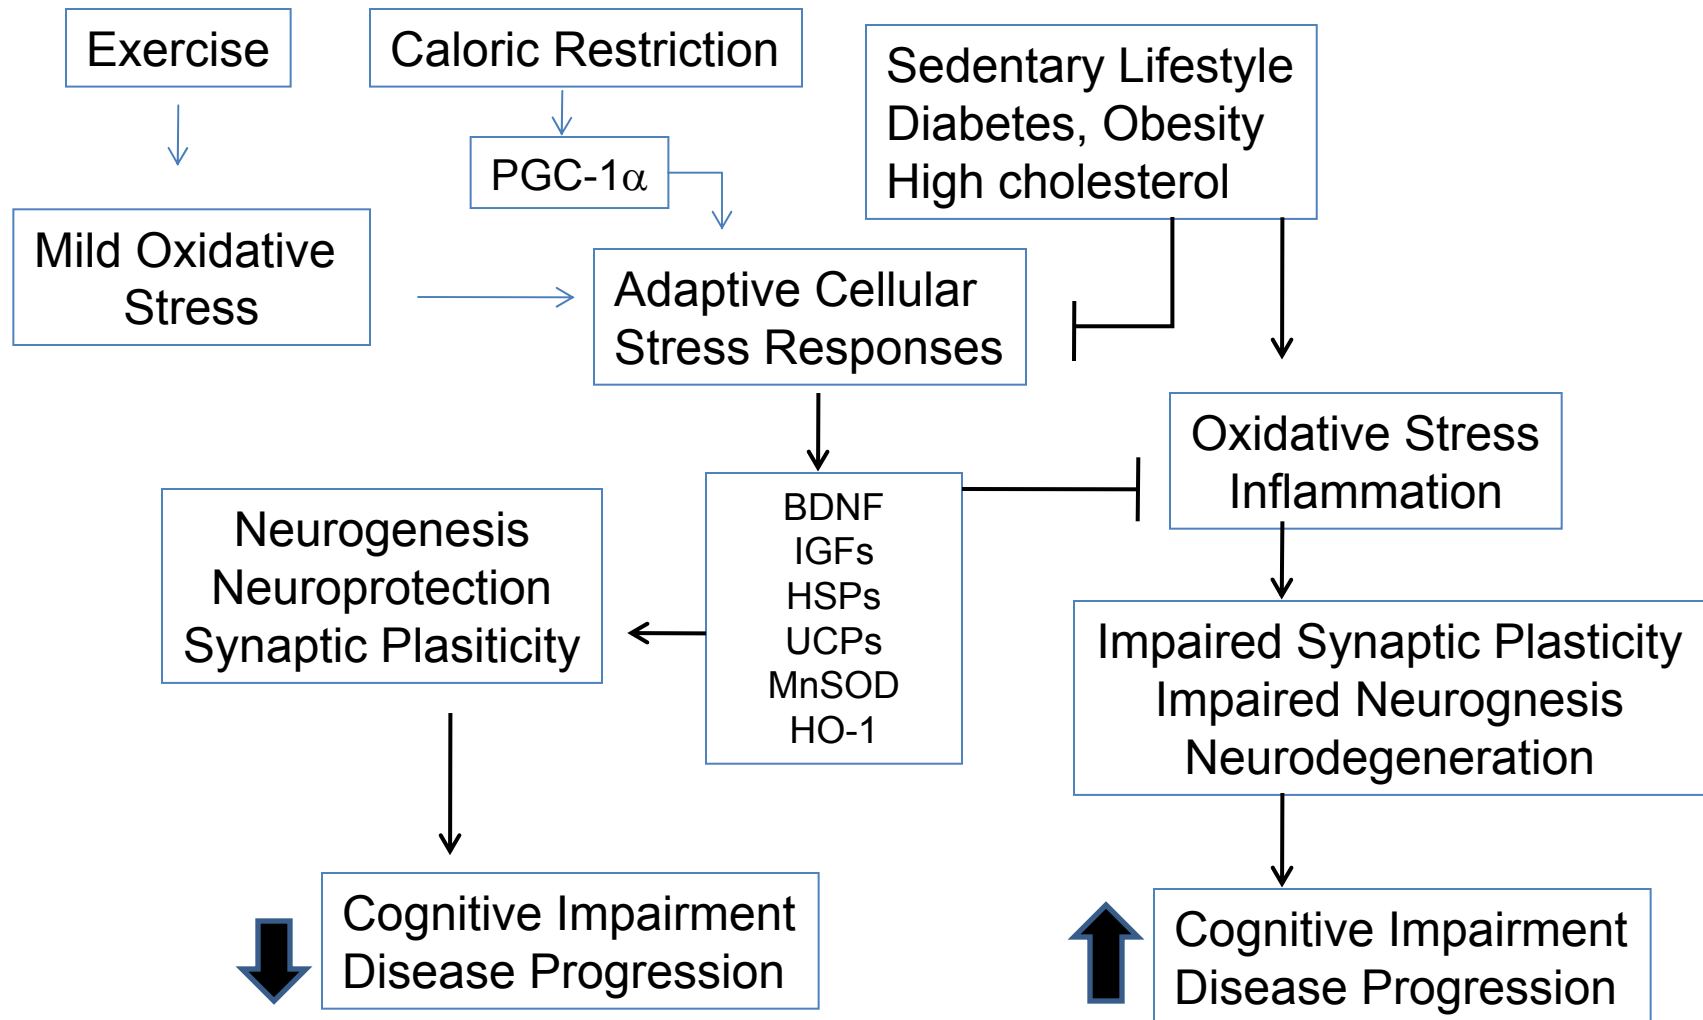 Exercise
Caloric Restriction
Sedentary Lifestyle
Diabetes, Obesity
High cholesterol
PGC-1α
Mild Oxidative
Stress
Adaptive Cellular
Stress Responses
Oxidative Stress
Inflammation
BDNF
IGFs
HSPs
UCPs
MnSOD
HO-1
Neurogenesis
Neuroprotection
Synaptic Plasiticity
Impaired Synaptic Plasticity
Impaired Neurognesis
Neurodegeneration
Cognitive Impairment
Disease Progression
Cognitive Impairment
Disease Progression